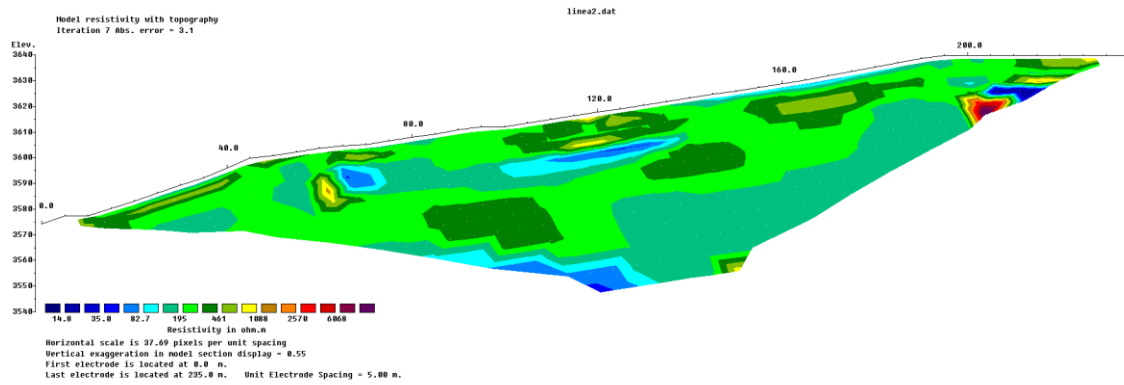 linea2.dat
Model resistivity with topography
Iteration 7 Abs. error = 3.1
Elev.
3640
3630
3620
3610
3600
3590
3580
3570
3560
3550
3540
0.0
40.0
80.0
120.0
160.0
200.0
14.8 35.0 82.7 195 461 1088 2570 6068
Resistivity in ohm.m
Horizontal scale is 37.69 pixels per unit spacing
Vertical exaggeration in model section display = 0.55
First electrode is located at 0.0 m.
Last electrode is located at 235.0 m. Unit Electrode Spacing = 5.00 m.